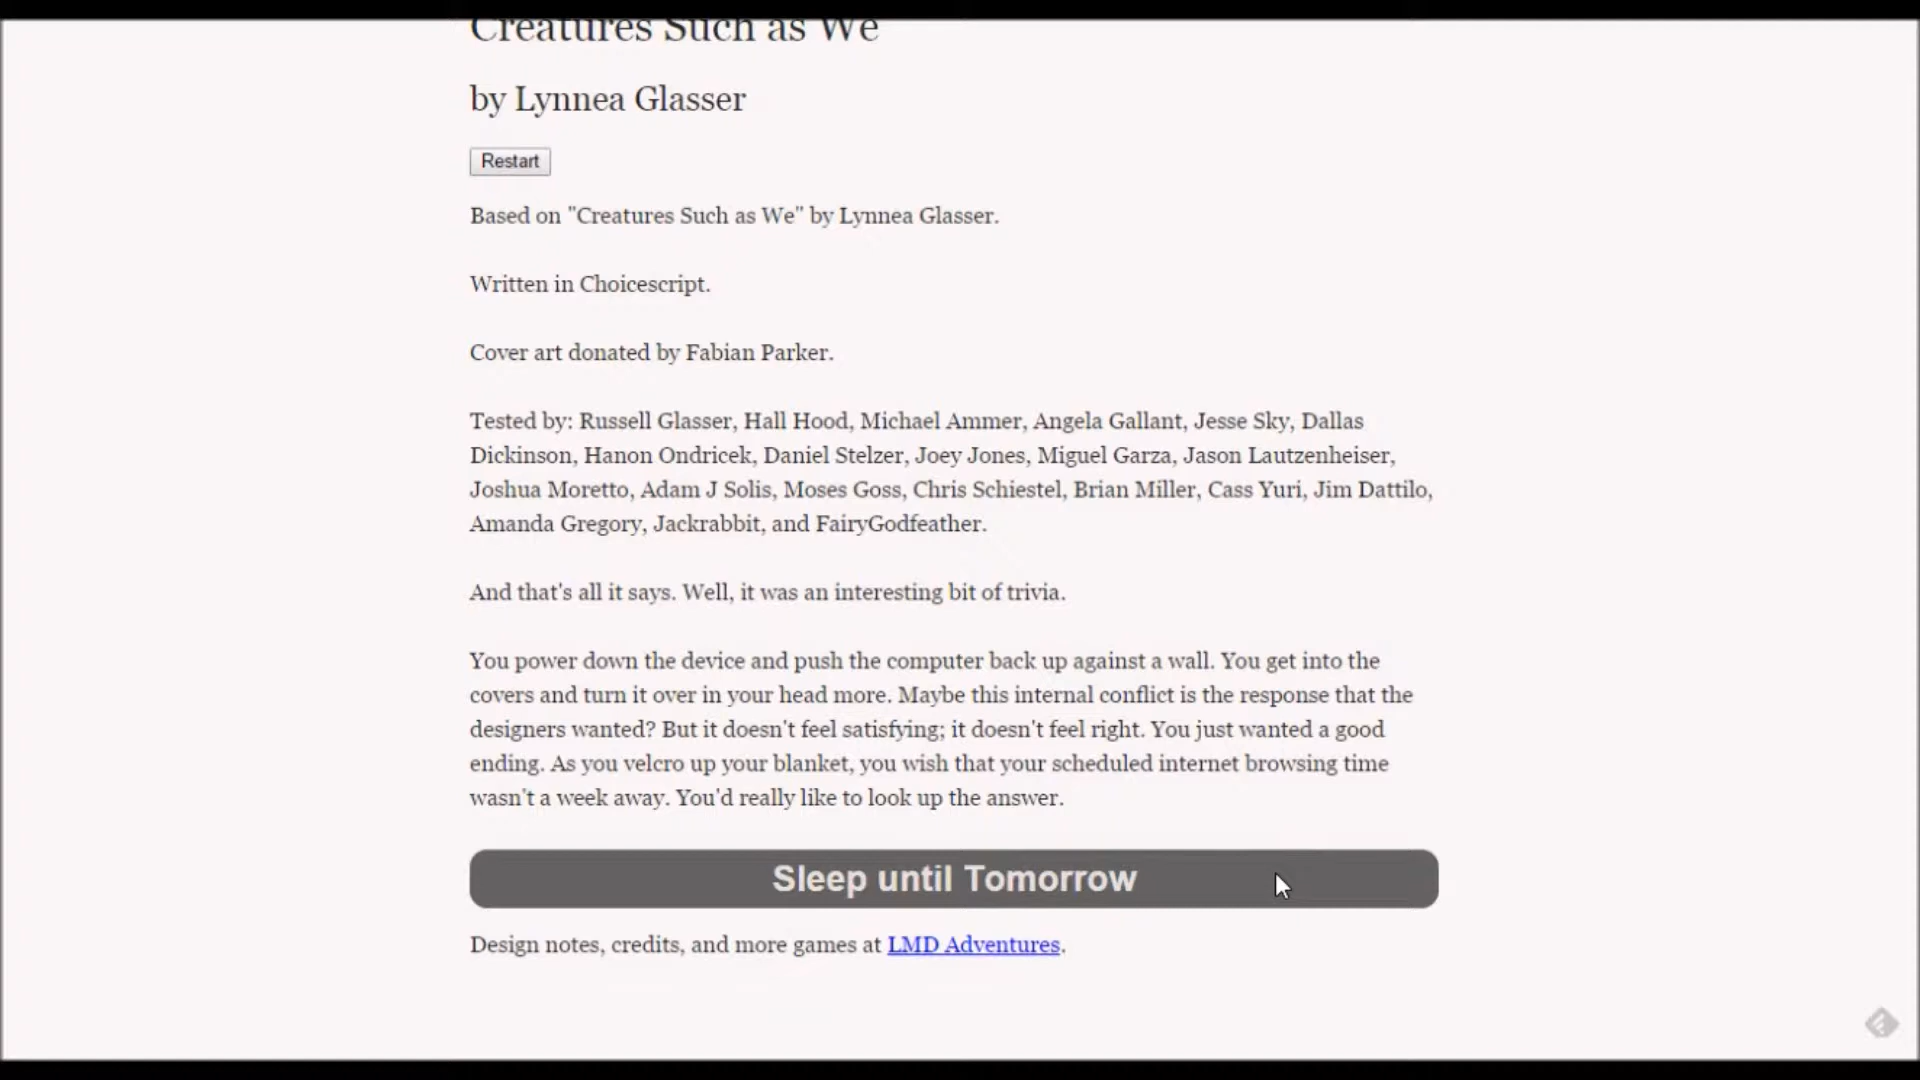 Creatures Such as We
by Lynnea Glasser
Restart
Based on "Creatures Such as We" by Lynnea Glasser.
Written in Choicescript.
Cover art donated by Fabian Parker.
Tested by: Russell Glasser, Hall Hood, Michael Ammer, Angela Gallant, Jesse Sky, Dallas
Dickinson, Hanon Ondricek, Daniel Stelzer, Joey Jones, Miguel Garza, Jason Lautzenheiser,
Joshua Moretto, Adam J Solis, Moses Goss, Chris Schiestel, Brian Miller, Cass Yuri, Jim Dattilo,
Amanda Gregory, Jackrabbit, and FairyGodfeather.
And that's all it says. Well, it was an interesting bit of trivia.
You power down the device and push the computer back up against a wall. You get into the
covers and turn it over in your head more. Maybe this internal conflict is the response that the
designers wanted? But it doesn't feel satisfying; it doesn't feel right. You just wanted a good
ending. As you velcro up your blanket, you wish that your scheduled internet browsing time
wasn't a week away. You'd really like to look up the answer.
Sleep until Tomorrow
Design notes, credits, and more games at LMD Adventures.